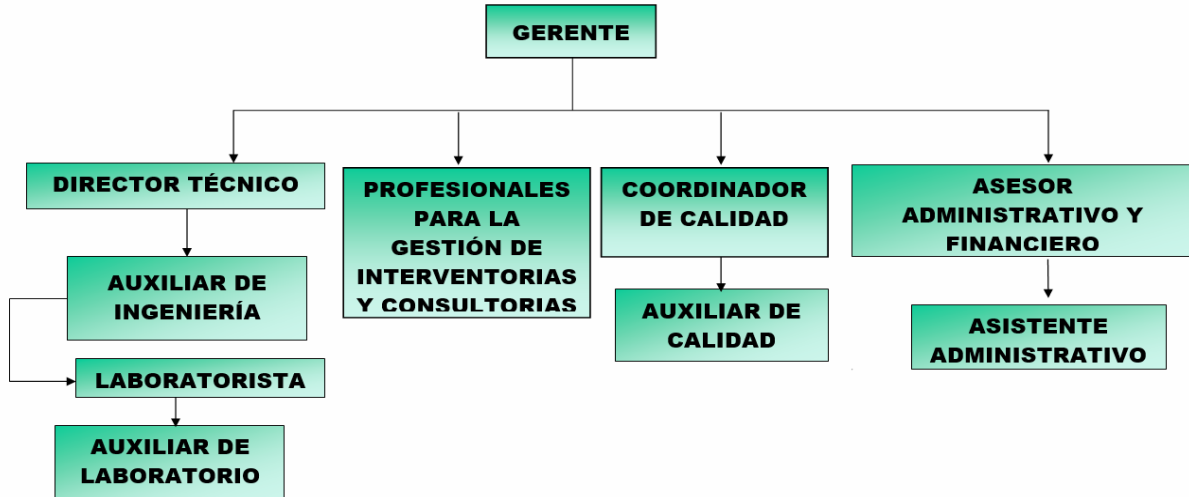 GERENTE
DIRECTOR TÉCNICO
AUXILIAR DE
INGENIERÍA
LABORATORISTA
AUXILIAR DE
LABORATORIO
PROFESIONALES
PARA LA
GESTIÓN DE
INTERVENTORIAS
Y CONSULTORIAS
COORDINADOR
DE CALIDAD
AUXILIAR DE
CALIDAD
ASESOR
ADMINISTRATIVO Y
FINANCIERO
ASISTENTE
ADMINISTRATIVO